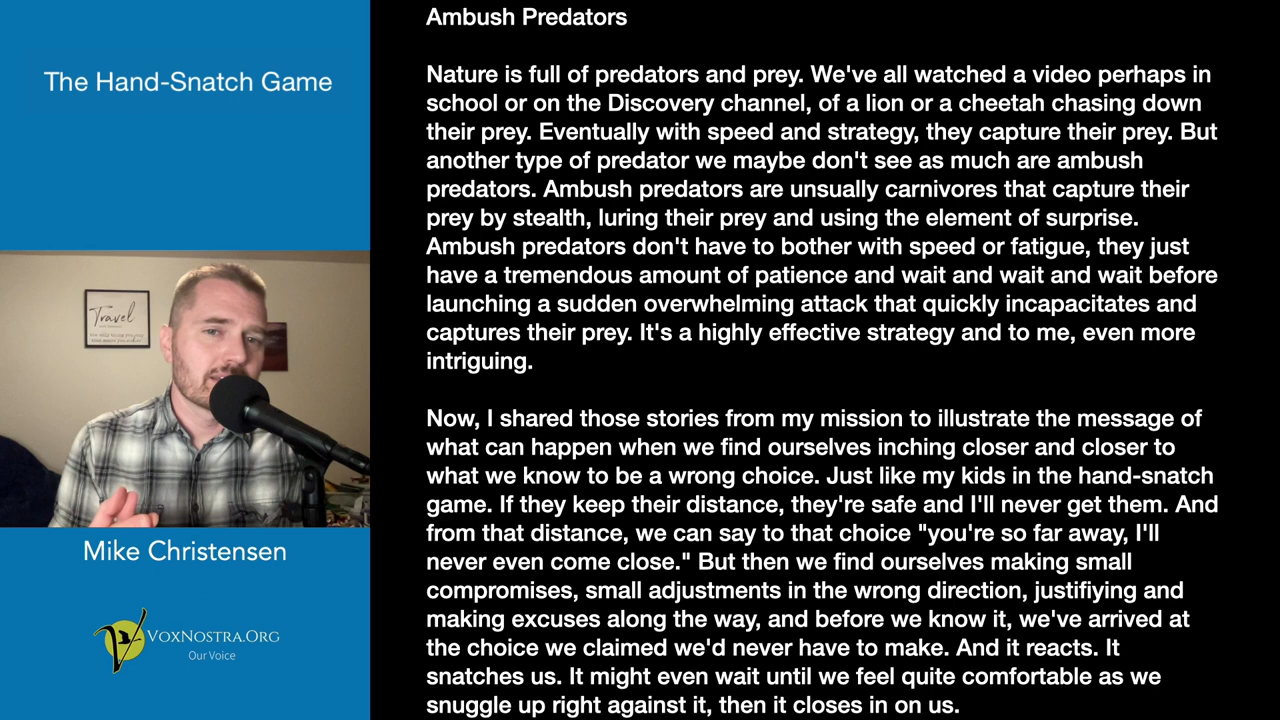 The Hand-Snatch Game
Travel
Mike Christensen
VoxNostra.Org
Our Voice
Ambush Predators
Nature is full of predators and prey. We've all watched a video perhaps in
school or on the Discovery channel, of a lion or a cheetah chasing down
their prey. Eventually with speed and strategy, they capture their prey. But
another type of predator we maybe don't see as much are ambush
predators. Ambush predators are unsually carnivores that capture their
prey by stealth, luring their prey and using the element of surprise.
Ambush predators don't have to bother with speed or fatigue, they just
have a tremendous amount of patience and wait and wait and wait before
launching a sudden overwhelming attack that quickly incapacitates and
captures their prey. It's a highly effective strategy and to me, even more
intriguing.
Now, I shared those stories from my mission to illustrate the message of
what can happen when we find ourselves inching closer and closer to
what we know to be a wrong choice. Just like my kids in the hand-snatch
game. If they keep their distance, they're safe and I'll never get them. And
from that distance, we can say to that choice "you're so far away, I'll
never even come close." But then we find ourselves making small
compromises, small adjustments in the wrong direction, justifiying and
making excuses along the way, and before we know it, we've arrived at
the choice we claimed we'd never have to make. And it reacts. It
snatches us. It might even wait until we feel quite comfortable as we
snuggle up right against it, then it closes in on us.